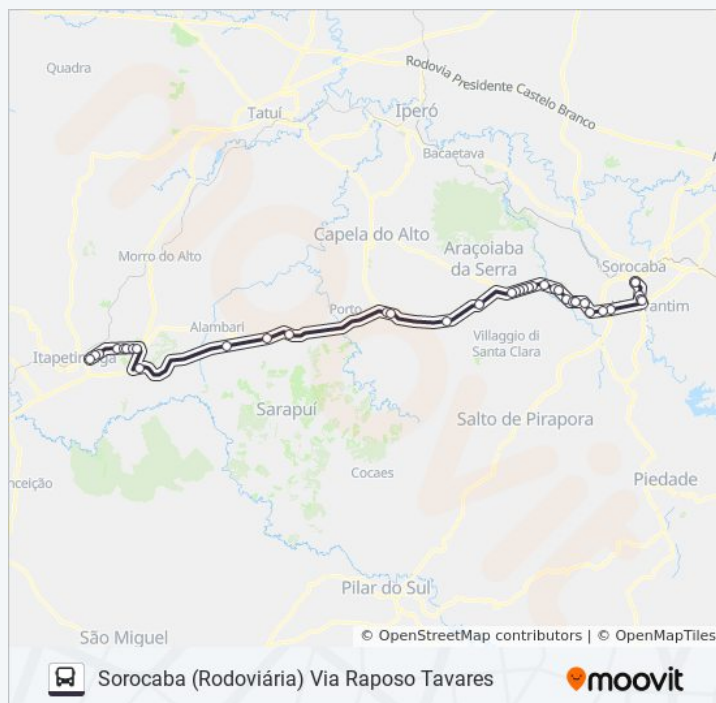 Quadra
Rodovia Presidente Castelo Branco
Tatuí
Iperó
Bacaetava
Capela do Alto
Morro do Alto
Araçoiaba
da Serra
Sorocaba
Porto
Alambari
Itapetininga
Villaggio di
Santa Clara
Sarapuí
Salto de Pirapora
Cocaes
Piedade
Pilar do Sul
São Miguel
© OpenStreetMap contributors | © OpenMapTiles
Sorocaba (Rodoviária) Via Raposo Tavares
moovit